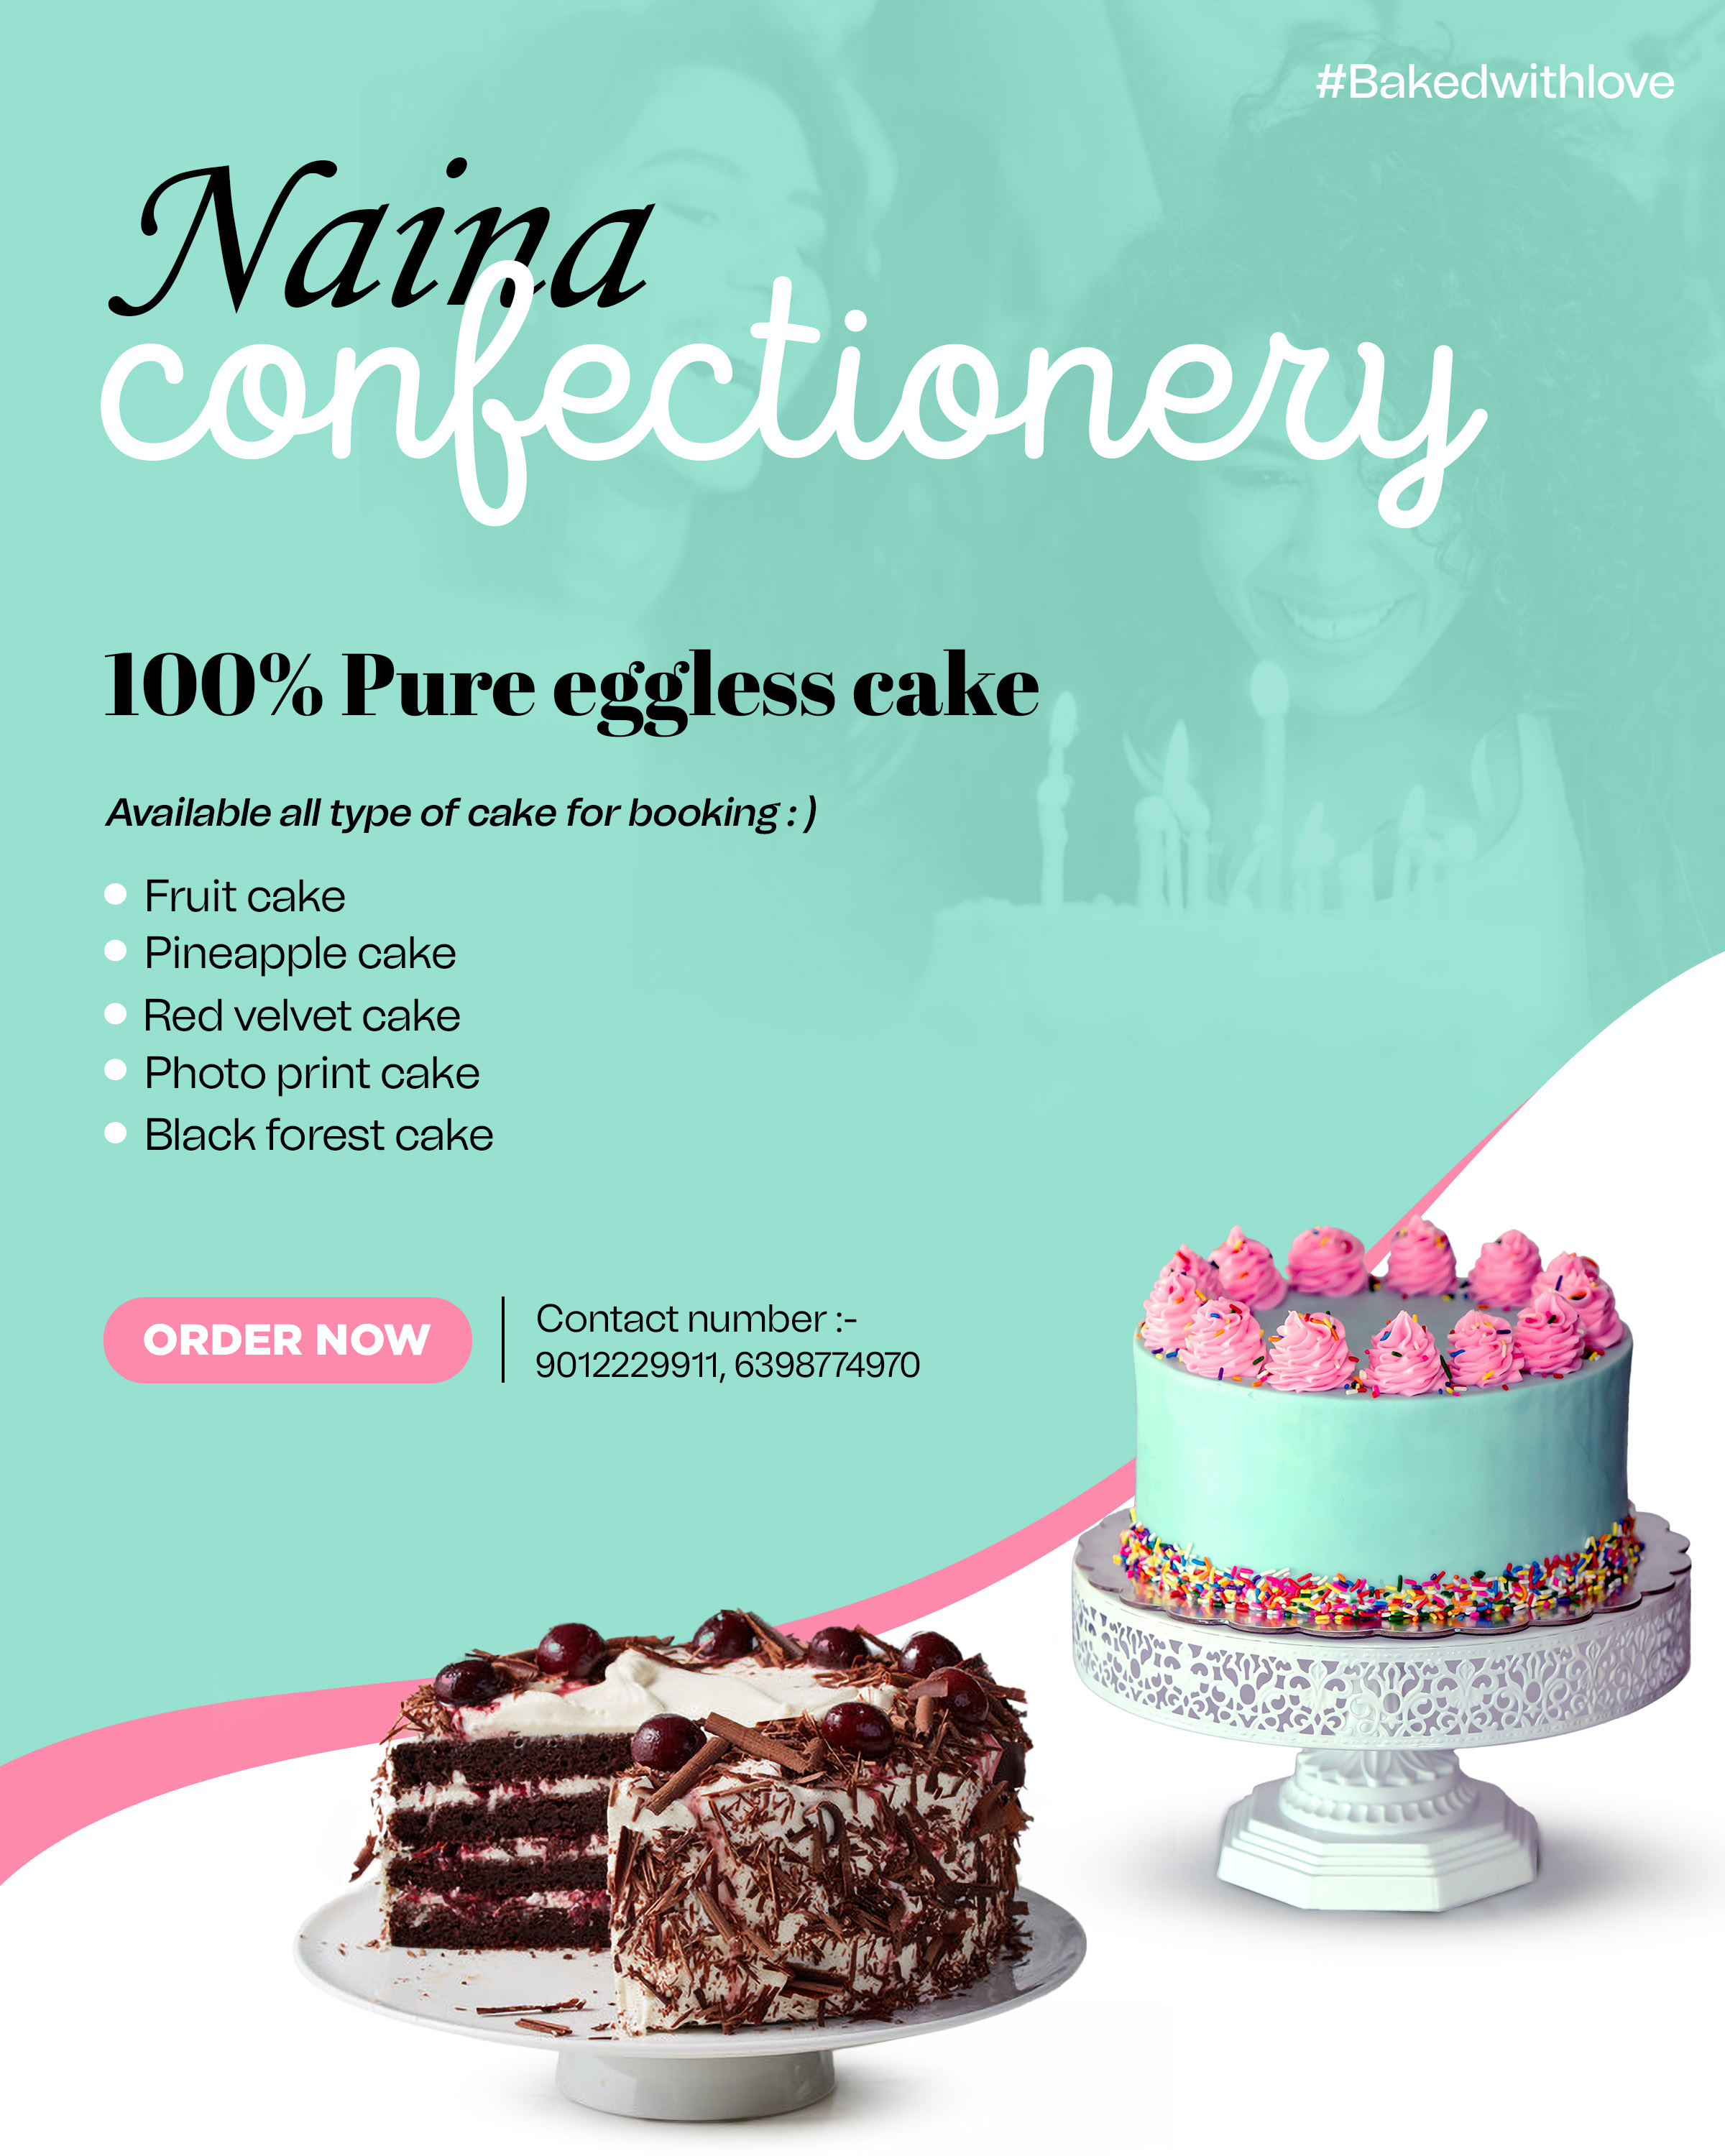 #Bakedwithlove
Naina
confectionery
100% Pure eggless cake
Available all type of cake for booking : )
Fruit cake
Pineapple cake
Red velvet cake
Photo print cake
Black forest cake
ORDER NOW
Contact number :-
9012229911, 6398774970